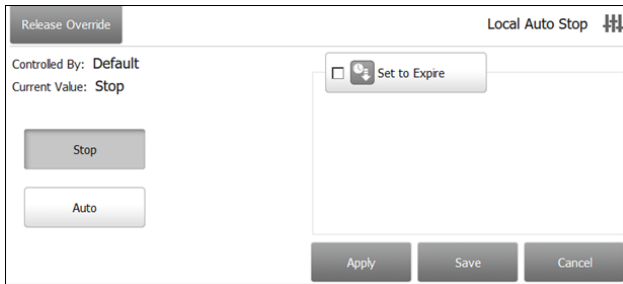 Release Override
Local Auto Stop
Controlled By: Default
Current Value: Stop
Set to Expire
Stop
Auto
Apply
Save
Cancel